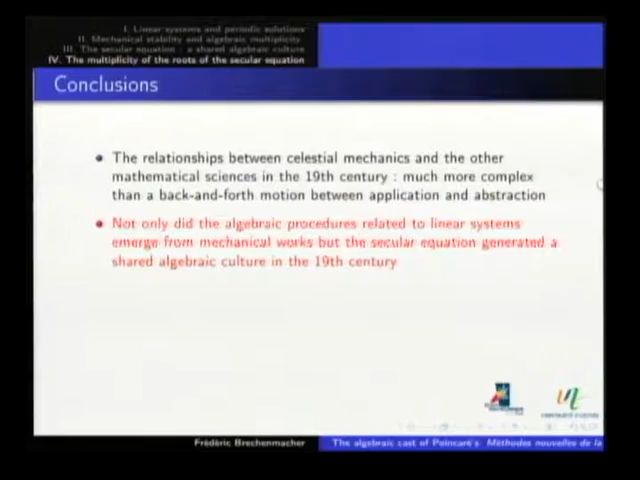 I. Linear systems and periodic solutions
II. Mechanical stability and algebraic multiplicity
III. The secular equation : a shared algebraic culture
IV. The multiplicity of the roots of the secular equation
Conclusions
The relationships between celestial mechanics and the other
mathematical sciences in the 19th century : much more complex
than a back-and-forth motion between application and abstraction
Not only did the algebraic procedures related to linear systems
emerge from mechanical works but the secular equation generated a
shared algebraic culture in the 19th century
Frédéric Brechenmacher
The algebraic cast of Poincaré's Méthodes nouvelles de la